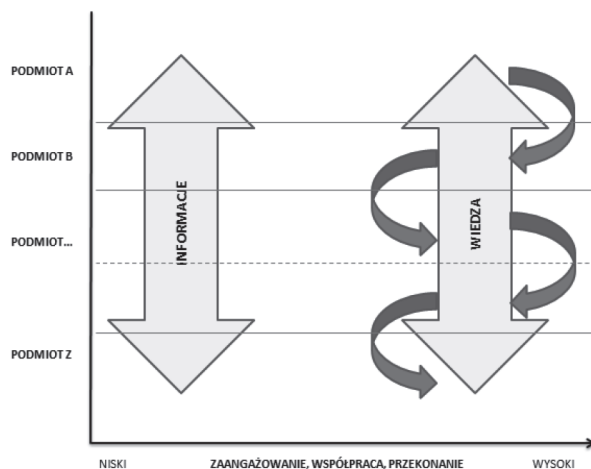 PODMIOT A
PODMIOT B
PODMIOT...
PODMIOT Z
INFORMACJE
WIEDZA
NISKI
ZAANGAŻOWANIE, WSPÓŁPRACA, PRZEKONANIE
WYSOKI